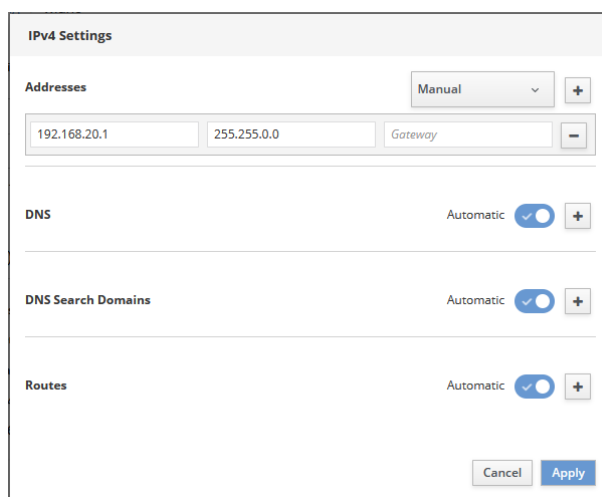 IPv4 Settings
Addresses
Manual
192.168.20.1 255.255.0.0 Gateway
DNS Automatic
DNS Search Domains Automatic
Routes Automatic
Cancel Apply